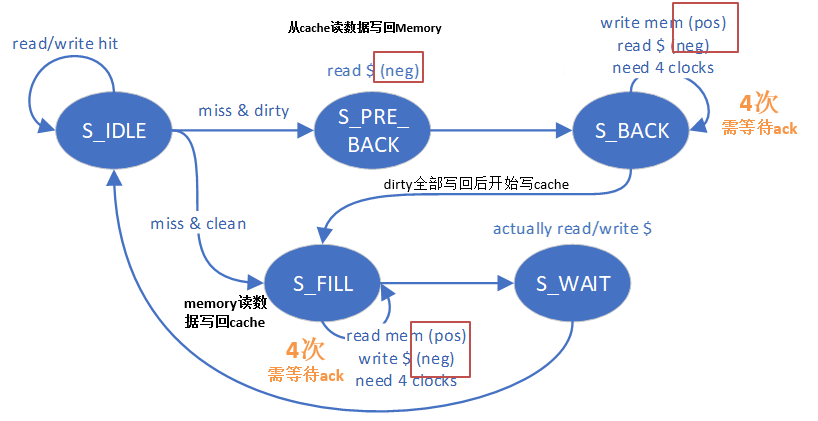 从cache读数据写回Memory
write mem (pos)
read $ (neg)
need 4 clocks
read/write hit
read $ (neg)
miss & dirty
S_IDLE
S_PRE_
BACK
S_BACK
4次
需等待ack
dirty全部写回后开始写cache
miss & clean
actually read/write $
S_FILL
S_WAIT
memory读数
据写回cache
4次
需等待ack
read mem (pos)
write $ (neg)
need 4 clocks